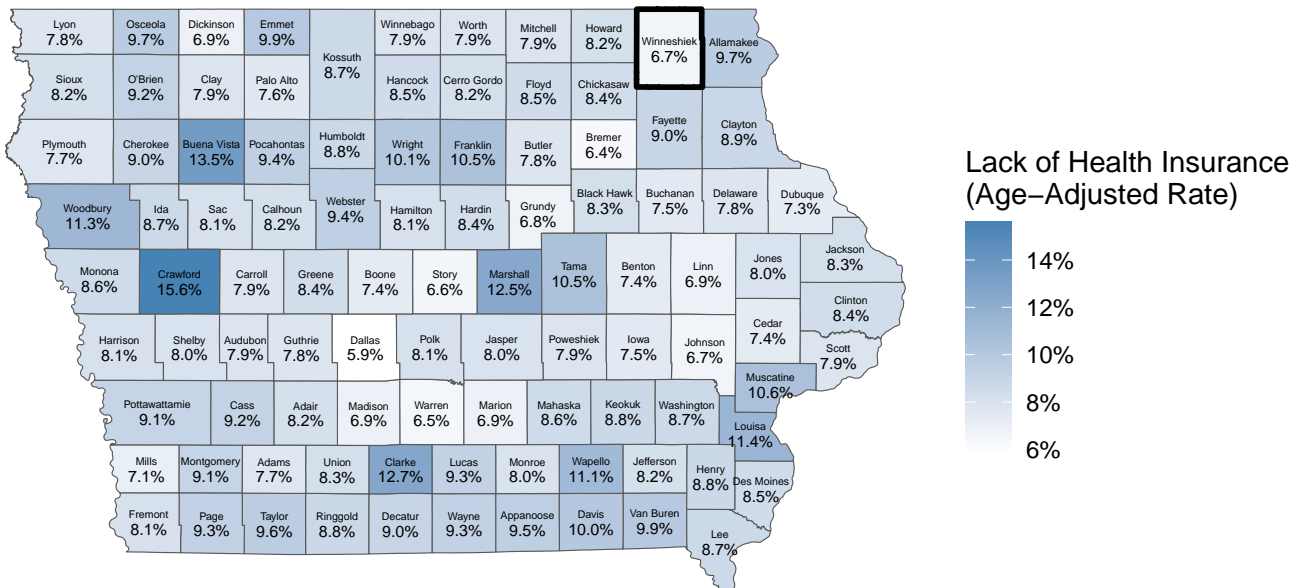 Lyon
7.8%
Osceola
9.7%
Dickinson
6.9%
Emmet
9.9%
Kossuth
8.7%
Winnebago
7.9%
Worth
7.9%
Mitchell
7.9%
Howard
8.2%
Winneshiek
6.7%
Allamakee
9.7%
Sioux
8.2%
O'Brien
9.2%
Clay
7.9%
Palo Alto
7.6%
Hancock
8.5%
Cerro Gordo
8.2%
Floyd
8.5%
Chickasaw
8.4%
Fayette
9.0%
Clayton
8.9%
Plymouth
7.7%
Cherokee
9.0%
Buena Vista
13.5%
Pocahontas
9.4%
Humboldt
8.8%
Wright
10.1%
Franklin
10.5%
Butler
7.8%
Bremer
6.4%
Woodbury
11.3%
Ida
8.7%
Sac
8.1%
Calhoun
8.2%
Webster
9.4%
Hamilton
8.1%
Hardin
8.4%
Grundy
6.8%
Black Hawk
8.3%
Buchanan
7.5%
Delaware
7.8%
Dubuque
7.3%
Monona
8.6%
Crawford
15.6%
Carroll
7.9%
Greene
8.4%
Boone
7.4%
Story
6.6%
Marshall
12.5%
Tama
10.5%
Benton
7.4%
Linn
6.9%
Jones
8.0%
Jackson
8.3%
Clinton
8.4%
Harrison
8.1%
Shelby
8.0%
Audubon
7.9%
Guthrie
7.8%
Dallas
5.9%
Polk
8.1%
Jasper
8.0%
Poweshiek
7.9%
Iowa
7.5%
Johnson
6.7%
Cedar
7.4%
Scott
7.9%
Muscatine
10.6%
Pottawattamie
9.1%
Cass
9.2%
Adair
8.2%
Madison
6.9%
Warren
6.5%
Marion
6.9%
Mahaska
8.6%
Keokuk
8.8%
Washington
8.7%
Louisa
11.4%
Mills
7.1%
Montgomery
9.1%
Adams
7.7%
Union
8.3%
Clarke
12.7%
Lucas
9.3%
Monroe
8.0%
Wapello
11.1%
Jefferson
8.2%
Henry
8.8%
Des Moines
8.5%
Fremont
8.1%
Page
9.3%
Taylor
9.6%
Ringgold
8.8%
Decatur
9.0%
Wayne
9.3%
Appanoose
9.5%
Davis
10.0%
Van Buren
9.9%
Lee
8.7%
Lack of Health Insurance
(Age−Adjusted Rate)
14%
12%
10%
8%
6%